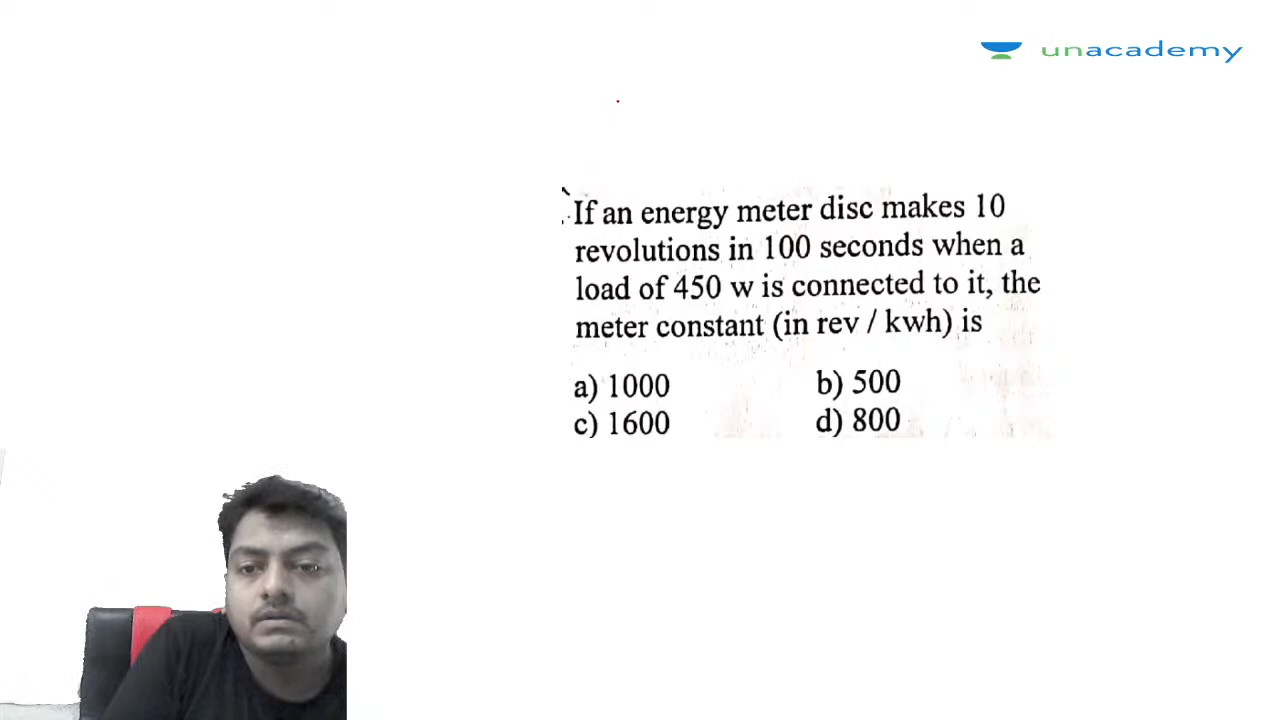 unacademy
If an energy meter disc makes 10
revolutions in 100 seconds when a
load of 450 w is connected to it, the
meter constant (in rev / kwh) is
a) 1000 b) 500
c) 1600 d) 800